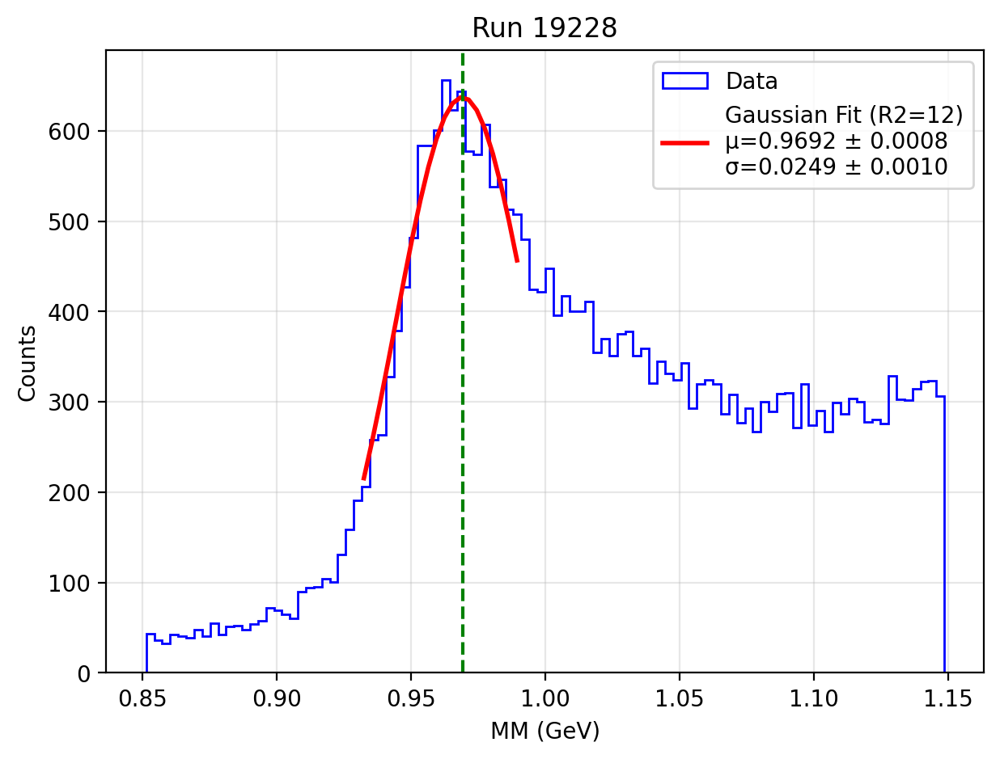 Run 19228
Data
Gaussian Fit (R2=12)
μ=0.9692 ± 0.0008
σ=0.0249 ± 0.0010
Counts
600
500
400
300
200
100
0
0.85 0.90 0.95 1.00 1.05 1.10 1.15
MM (GeV)